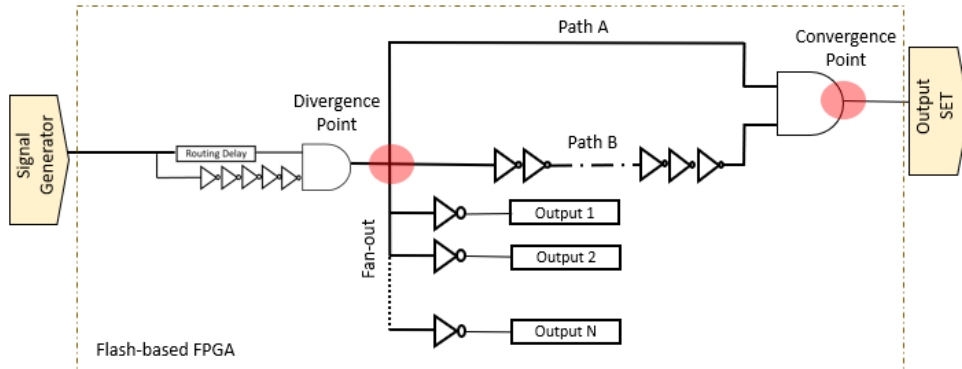 Path A
Convergence
Point
Signal
Generator
Divergence
Point
Routing Delay
Path B
Output
SET
Fan-out
Output 1
Output 2
Output N
Flash-based FPGA